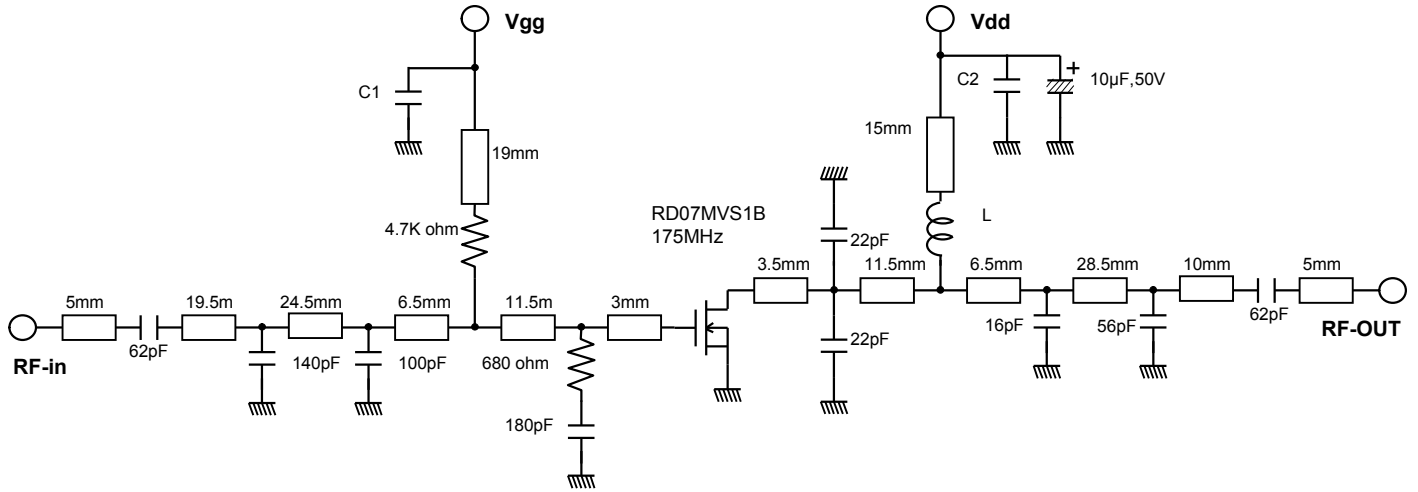 Vgg
Vdd
C1
C2
+
10µF,50V
19mm
15mm
4.7K ohm
L
RD07MVS1B
175MHz
22pF
3.5mm
11.5mm
6.5mm
28.5mm
10mm
5mm
5mm
19.5m
24.5mm
6.5mm
11.5m
3mm
62pF
140pF
100pF
680 ohm
22pF
16pF
56pF
62pF
RF-in
RF-OUT
180pF